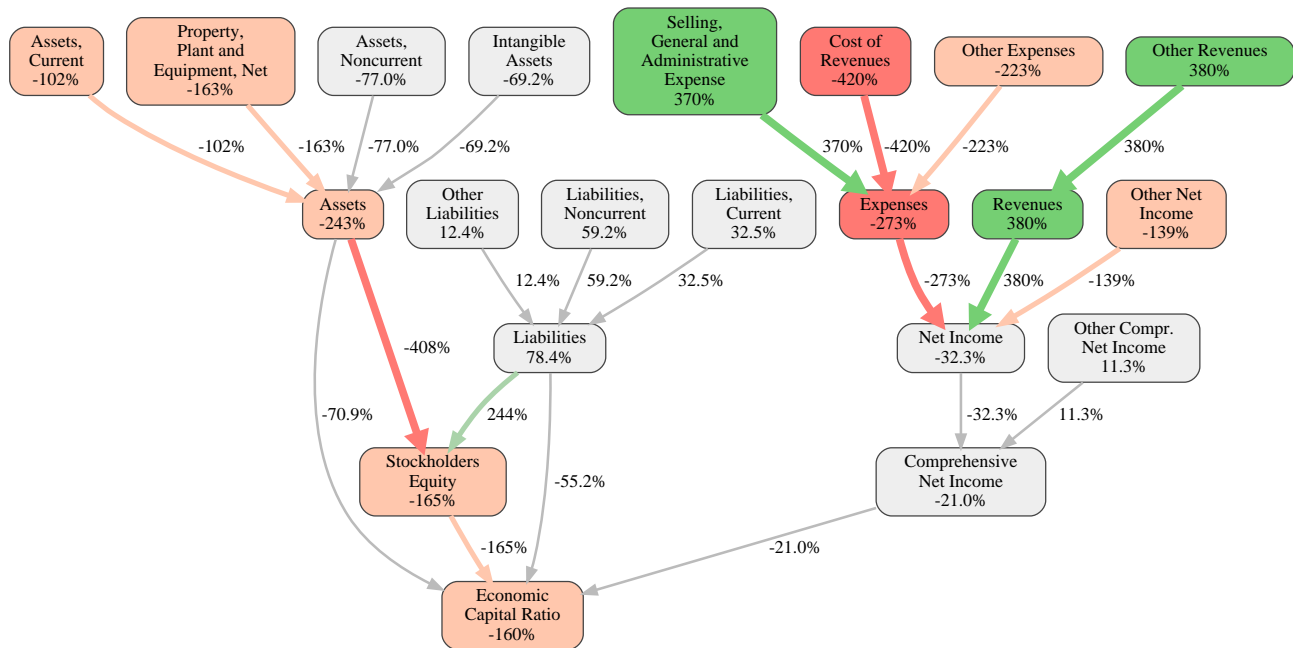 Assets,
Current
-102%
Property,
Plant and
Equipment, Net
-163%
Assets,
Noncurrent
-77.0%
Intangible
Assets
-69.2%
Selling,
General and
Administrative
Expense
370%
Cost of
Revenues
-420%
Other Expenses
-223%
Other Revenues
380%
-102%
-163%
-77.0%
-69.2%
370%
-420%
-223%
380%
Assets
-243%
Other
Liabilities
12.4%
Liabilities,
Noncurrent
59.2%
Liabilities,
Current
32.5%
Expenses
-273%
Revenues
380%
Other Net
Income
-139%
12.4%
59.2%
32.5%
-273%
380%
-139%
-408%
Liabilities
78.4%
Net Income
-32.3%
Other Compr.
Net Income
11.3%
-70.9%
244%
-32.3%
11.3%
Stockholders
Equity
-165%
-55.2%
Comprehensive
Net Income
-21.0%
-165%
-21.0%
Economic
Capital Ratio
-160%